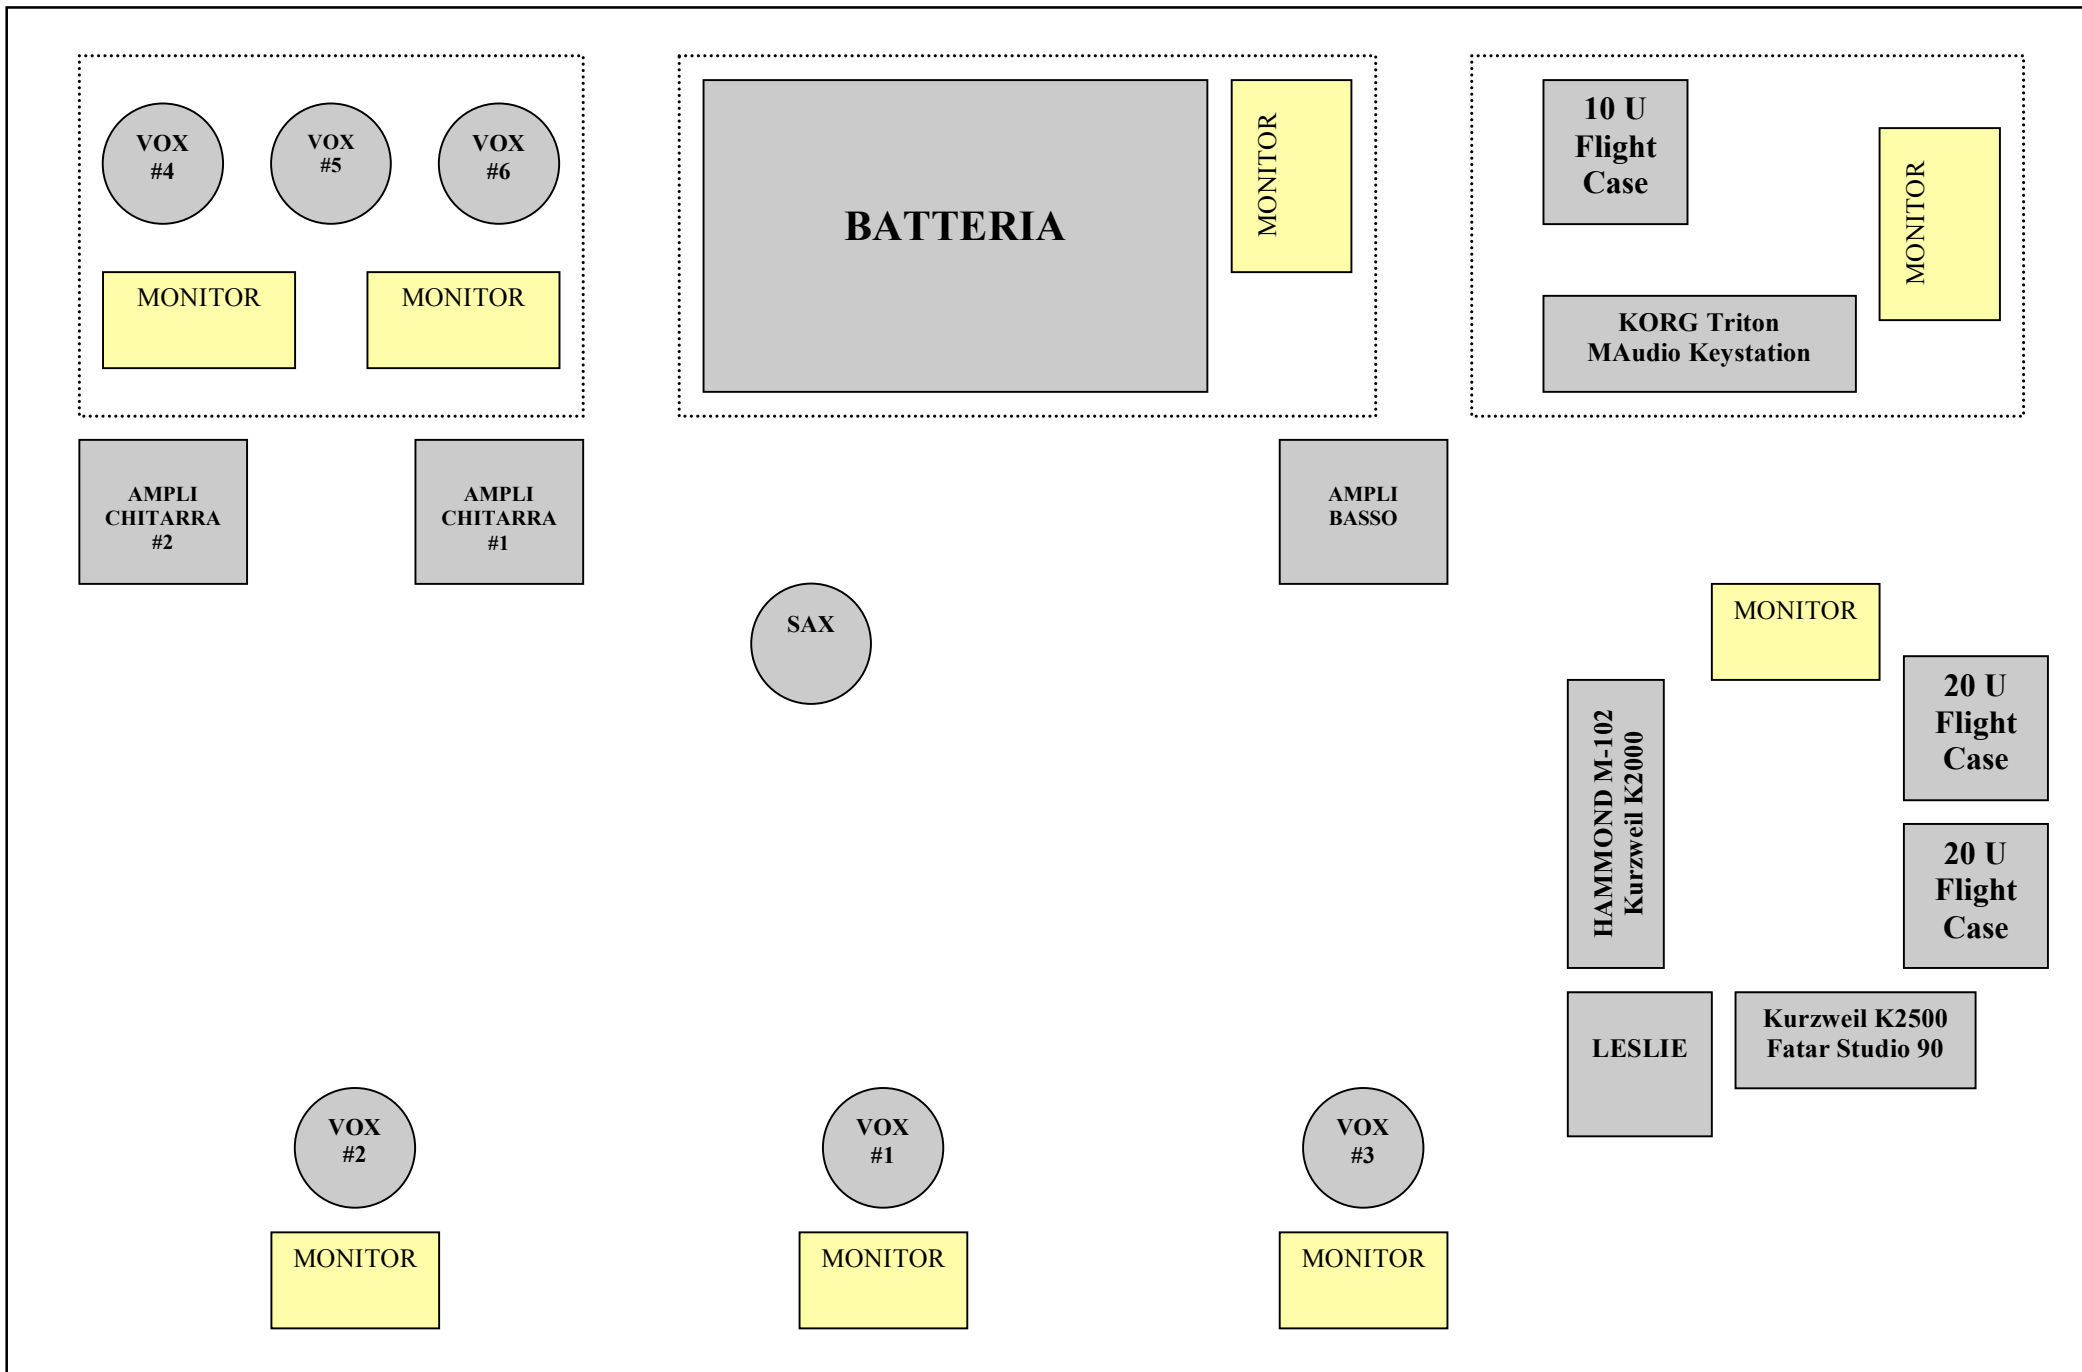 VOX
#4
VOX
#5
VOX
#6
MONITOR
MONITOR
BATTERIA
MONITOR
10 U
Flight
Case
MONITOR
KORG Triton
MAudio Keystation
AMPLI
CHITARRA
#2
AMPLI
CHITARRA
#1
AMPLI
BASSO
SAX
MONITOR
HAMMOND M-102
Kurzweil K2000
20 U
Flight
Case
20 U
Flight
Case
LESLIE
Kurzweil K2500
Fatar Studio 90
VOX
#2
VOX
#1
VOX
#3
MONITOR
MONITOR
MONITOR